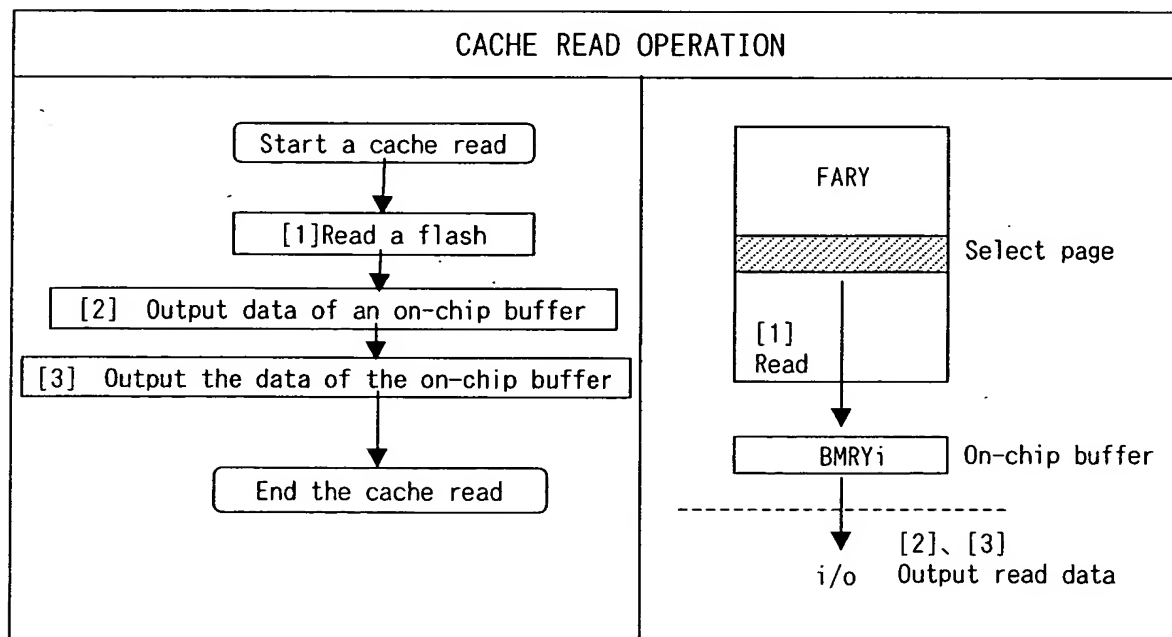 CACHE READ OPERATION
Start a cache read
[1]Read a flash
[2] Output data of an on-chip buffer
[3] Output the data of the on-chip buffer
End the cache read
FARY
Select page
[1]
Read
BMRYi
On-chip buffer
[2]、[3]
i/o Output read data